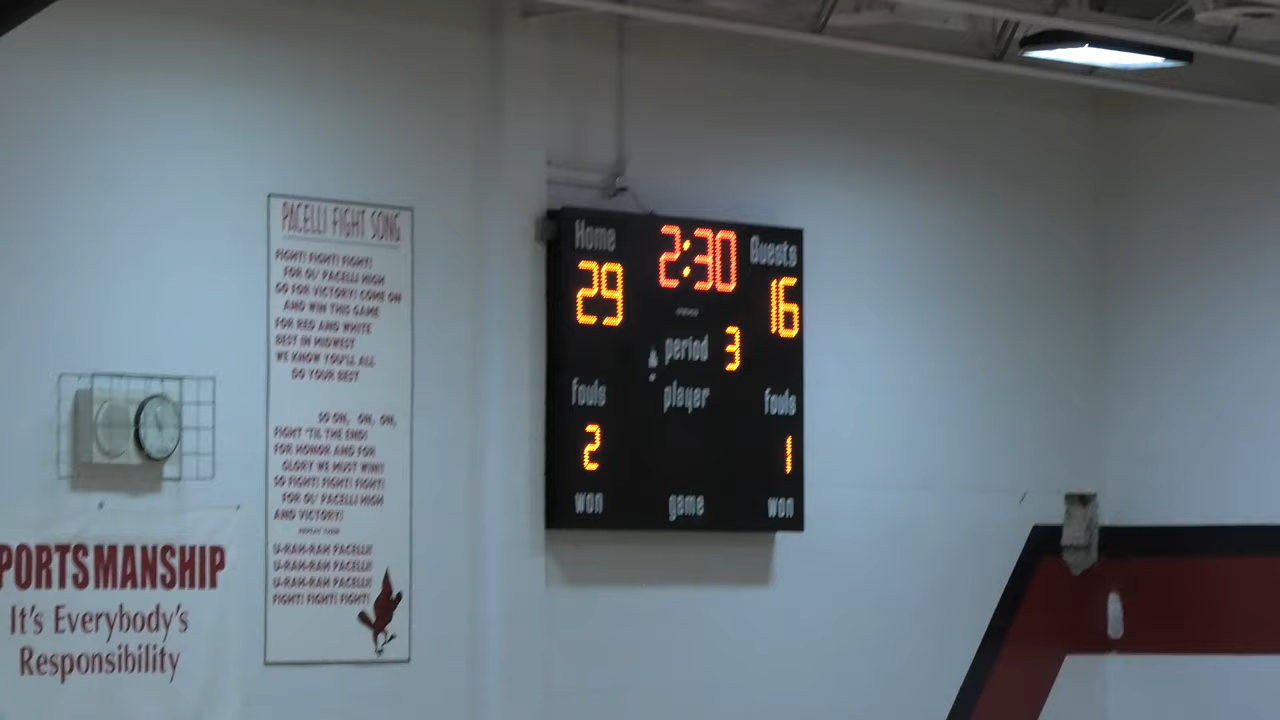 PACELLI FIGHT SONG
FIGHT! FIGHT! FIGHT!
FOR OL' PACELLI HIGH
GO FOR VICTORY! COME ON
AND WIN THIS GAME
FOR RED AND WHITE
BEST IN MIDWEST
WE KNOW YOU'LL ALL
DO YOUR BEST
SO ON, ON, ON,
FIGHT 'TIL THE END!
FOR HONOR AND FOR
GLORY WE MUST WIN!!
SO FIGHT! FIGHT! FIGHT!
FOR OL' PACELLI HIGH
AND VICTORY!
U-RAH-RAH PACELLI!
U-RAH-RAH PACELLI!
U-RAH-RAH PACELLI!
FIGHT! FIGHT! FIGHT!
PORTSMANSHIP
It's Everybody's
Responsibility
Home 2:30 Guests
29 16
period 3
player
fouls fouls
2 1
won game won